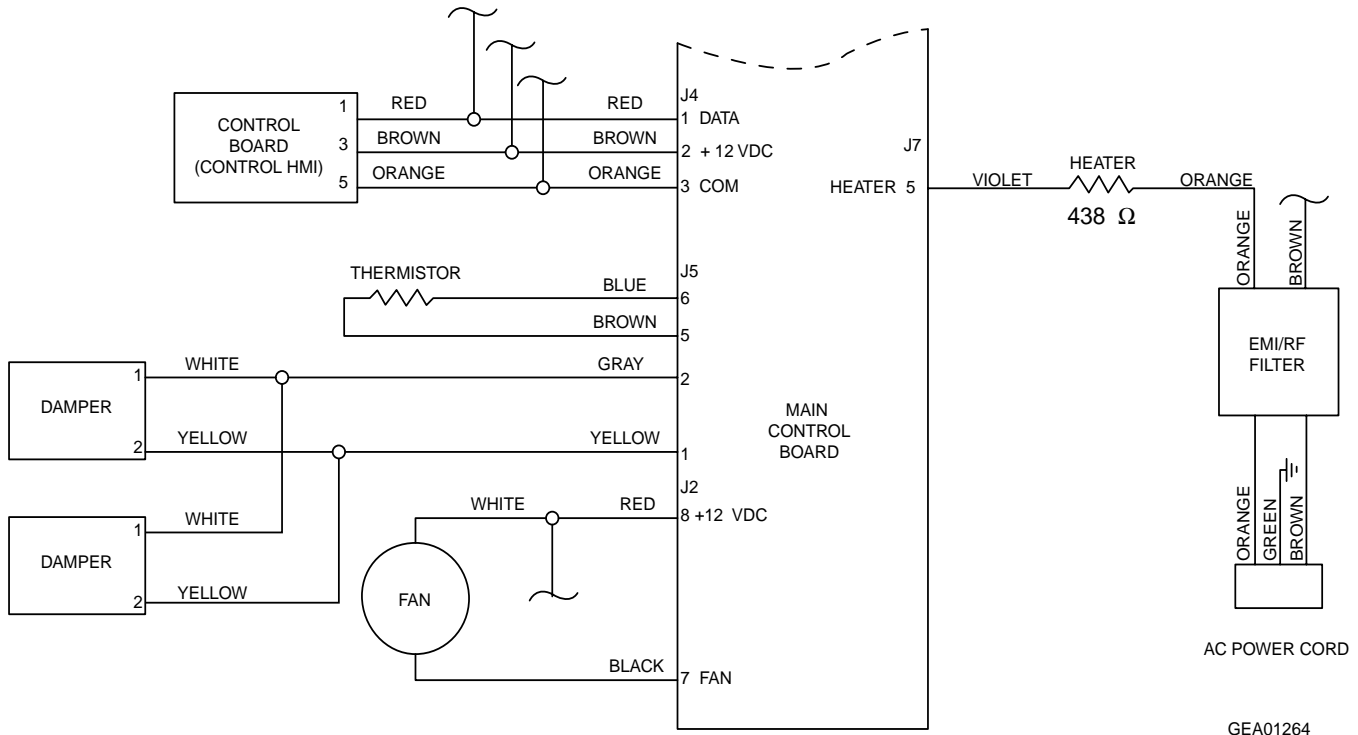 CONTROL
BOARD
(CONTROL HMI)
1
3
5
RED
BROWN
ORANGE
RED
BROWN
ORANGE
J4
1 DATA
2 + 12 VDC
3 COM
THERMISTOR
BLUE
BROWN
J5
6
5
DAMPER
1
2
WHITE
YELLOW
GRAY
YELLOW
2
1
DAMPER
1
2
WHITE
YELLOW
J2
WHITE
RED
8 +12 VDC
FAN
BLACK
7 FAN
MAIN
CONTROL
BOARD
J7
HEATER 5
VIOLET
HEATER
438 Ω
ORANGE
ORANGE
BROWN
EMI/RF
FILTER
ORANGE
GREEN
BROWN
AC POWER CORD
GEA01264